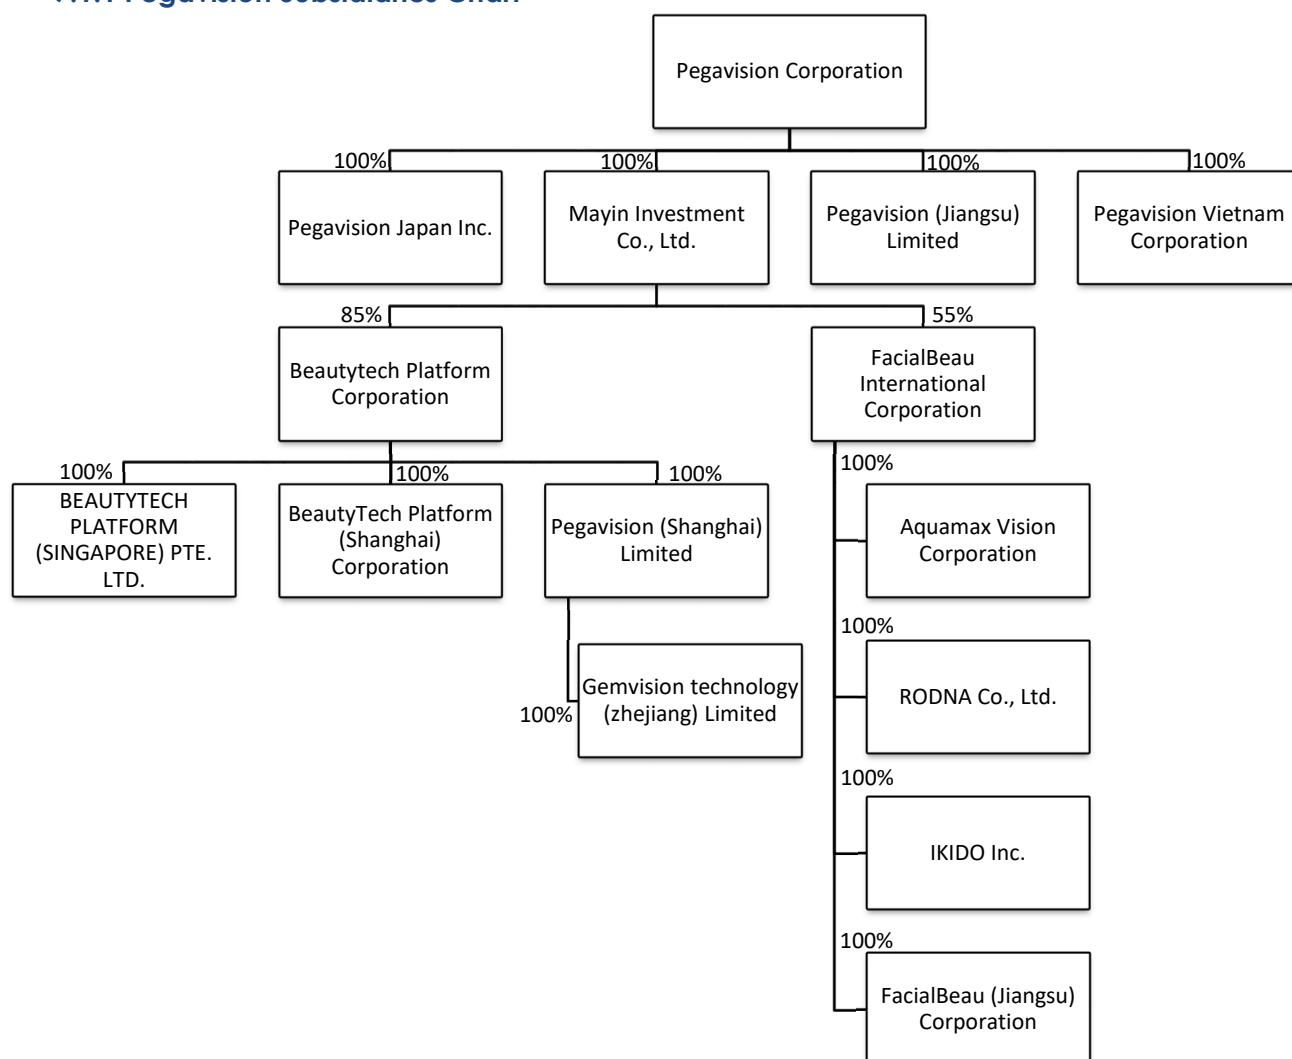 Pegavision Subsidiaries Chart
Pegavision Corporation
100%
100%
100%
100%
Pegavision Japan Inc.
Mayin Investment
Co., Ltd.
Pegavision (Jiangsu)
Limited
Pegavision Vietnam
Corporation
85%
55%
Beautytech Platform
Corporation
FacialBeau
International
Corporation
100%
100%
100%
BEAUTYTECH
PLATFORM
(SINGAPORE) PTE.
LTD.
BeautyTech Platform
(Shanghai)
Corporation
Pegavision (Shanghai)
Limited
100%
Gemvision technology
(zhejiang) Limited
100%
Aquamax Vision
Corporation
100%
RODNA Co., Ltd.
100%
IKIDO Inc.
100%
FacialBeau (Jiangsu)
Corporation